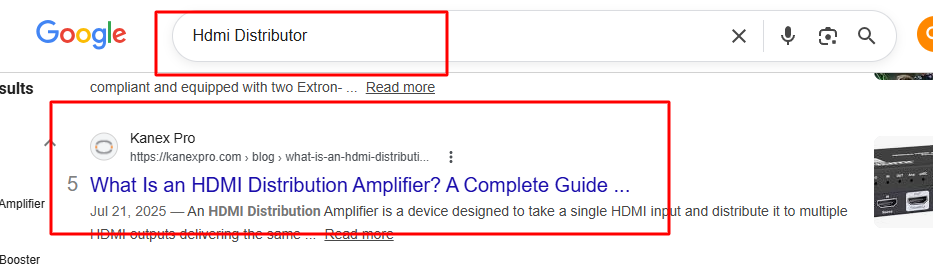 Google
Hdmi Distributor
sults
compliant and equipped with two Extron- ... Read more
Kanex Pro
https://kanexpro.com › blog › what-is-an-hdmi-distributi...
5 What Is an HDMI Distribution Amplifier? A Complete Guide ...
Amplifier
Jul 21, 2025 — An HDMI Distribution Amplifier is a device designed to take a single HDMI input and distribute it to multiple
HDMI outputs delivering the same ... Read more
Booster